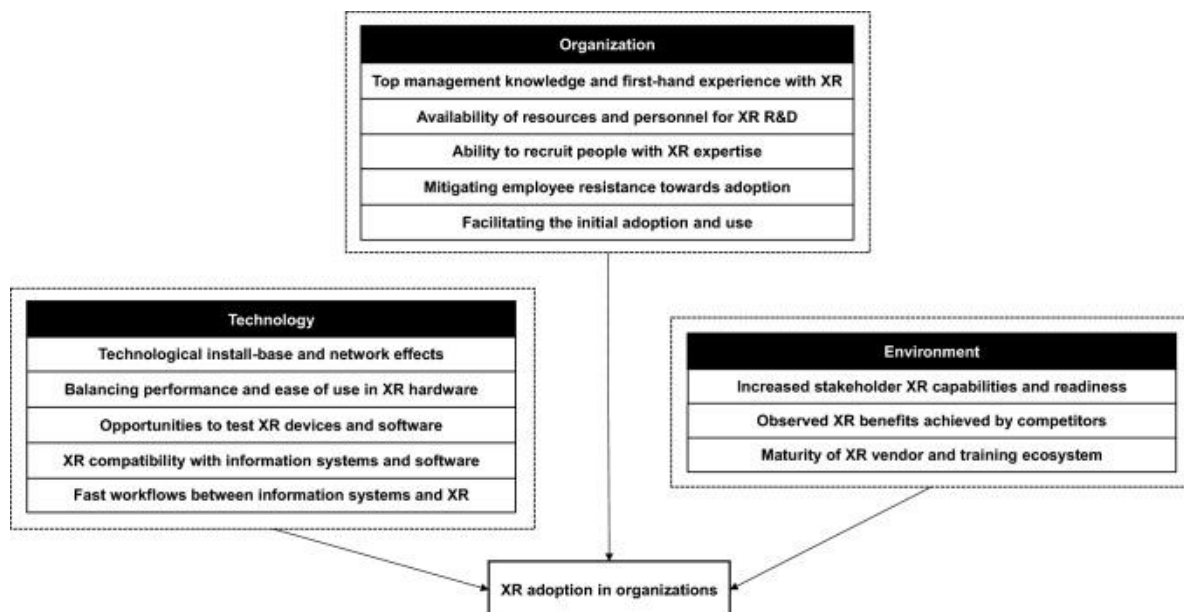 Organization
Top management knowledge and first-hand experience with XR
Availability of resources and personnel for XR R&D
Ability to recruit people with XR expertise
Mitigating employee resistance towards adoption
Facilitating the initial adoption and use
Technology
Technological install-base and network effects
Balancing performance and ease of use in XR hardware
Opportunities to test XR devices and software
XR compatibility with information systems and software
Fast workflows between information systems and XR
Environment
Increased stakeholder XR capabilities and readiness
Observed XR benefits achieved by competitors
Maturity of XR vendor and training ecosystem
XR adoption in organizations